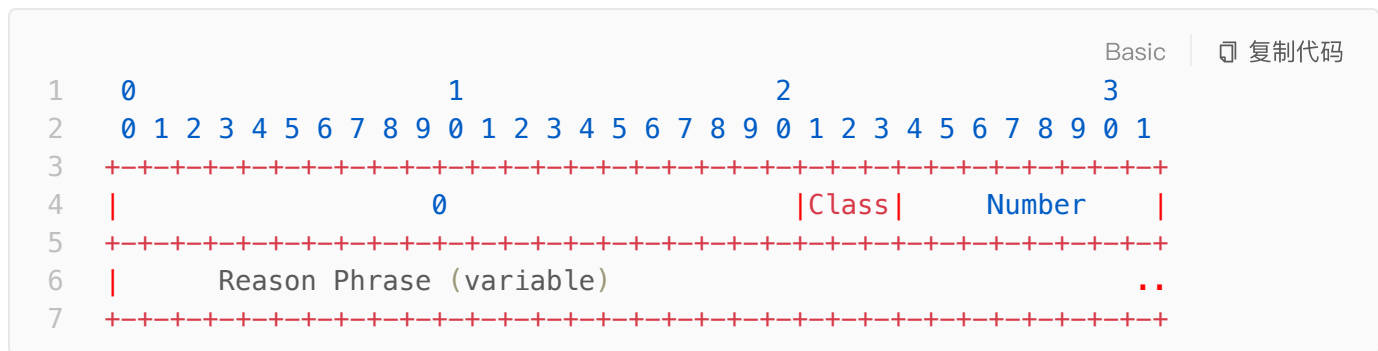 Basic 复制代码
1  0                   1                   2                   3
2  0 1 2 3 4 5 6 7 8 9 0 1 2 3 4 5 6 7 8 9 0 1 2 3 4 5 6 7 8 9 0 1
3 +-+-+-+-+-+-+-+-+-+-+-+-+-+-+-+-+-+-+-+-+-+-+-+-+-+-+-+-+-+-+-+-+
4 |                   0                     |Class|     Number    |
5 +-+-+-+-+-+-+-+-+-+-+-+-+-+-+-+-+-+-+-+-+-+-+-+-+-+-+-+-+-+-+-+-+
6 |      Reason Phrase (variable)                                ..
7 +-+-+-+-+-+-+-+-+-+-+-+-+-+-+-+-+-+-+-+-+-+-+-+-+-+-+-+-+-+-+-+-+